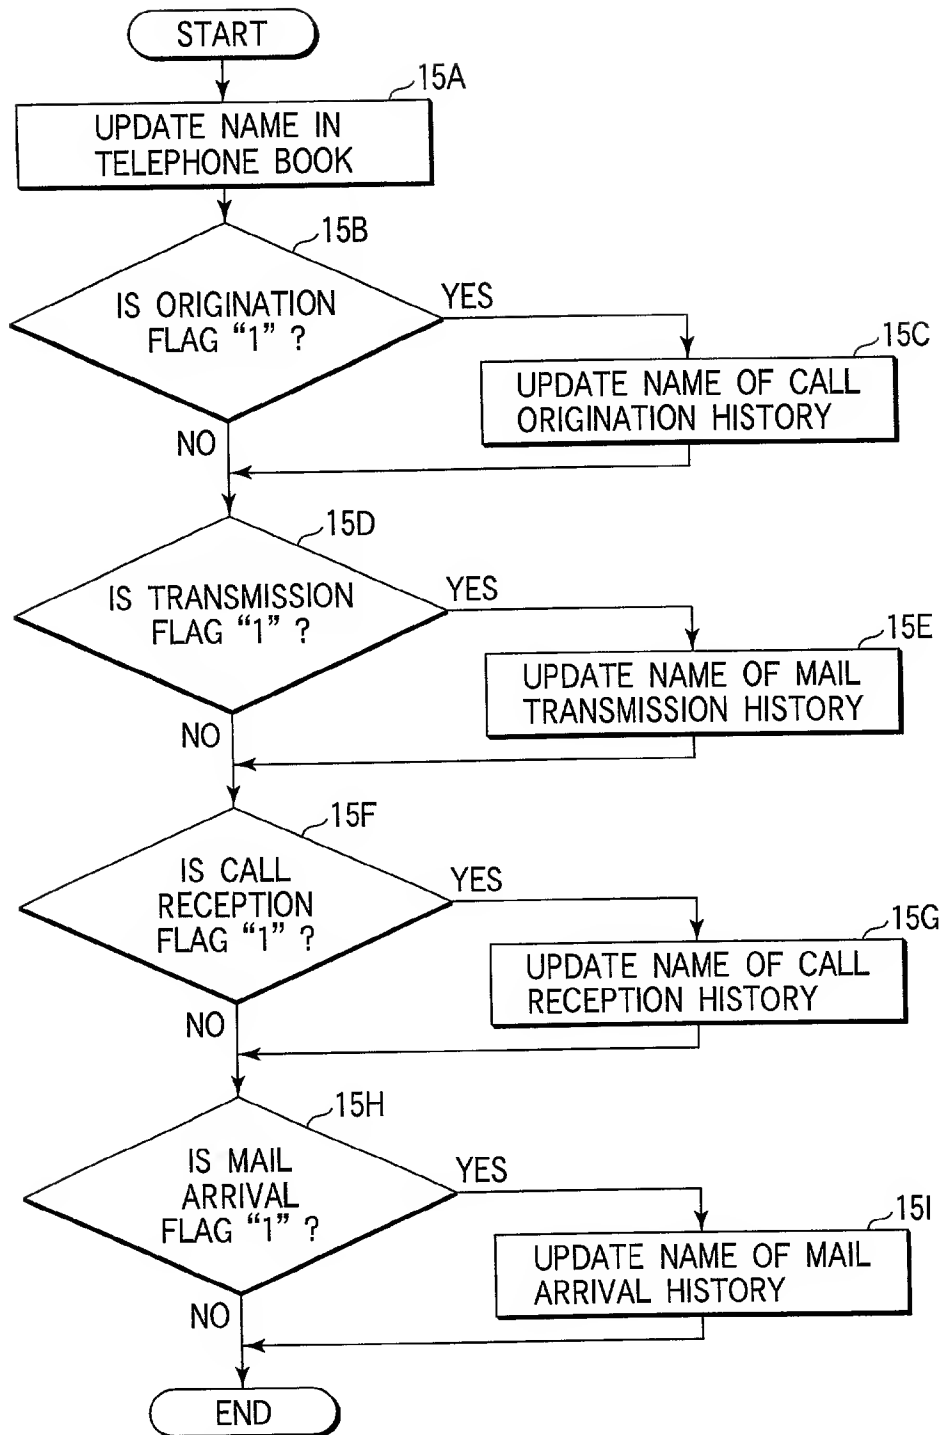 START
15A
UPDATE NAME IN
TELEPHONE BOOK
15B
IS ORIGINATION
FLAG “1” ?
YES
15C
UPDATE NAME OF CALL
ORIGINATION HISTORY
NO
15D
IS TRANSMISSION
FLAG “1” ?
YES
15E
UPDATE NAME OF MAIL
TRANSMISSION HISTORY
NO
15F
IS CALL
RECEPTION
FLAG “1” ?
YES
15G
UPDATE NAME OF CALL
RECEPTION HISTORY
NO
15H
IS MAIL
ARRIVAL
FLAG “1” ?
YES
15I
UPDATE NAME OF MAIL
ARRIVAL HISTORY
NO
END